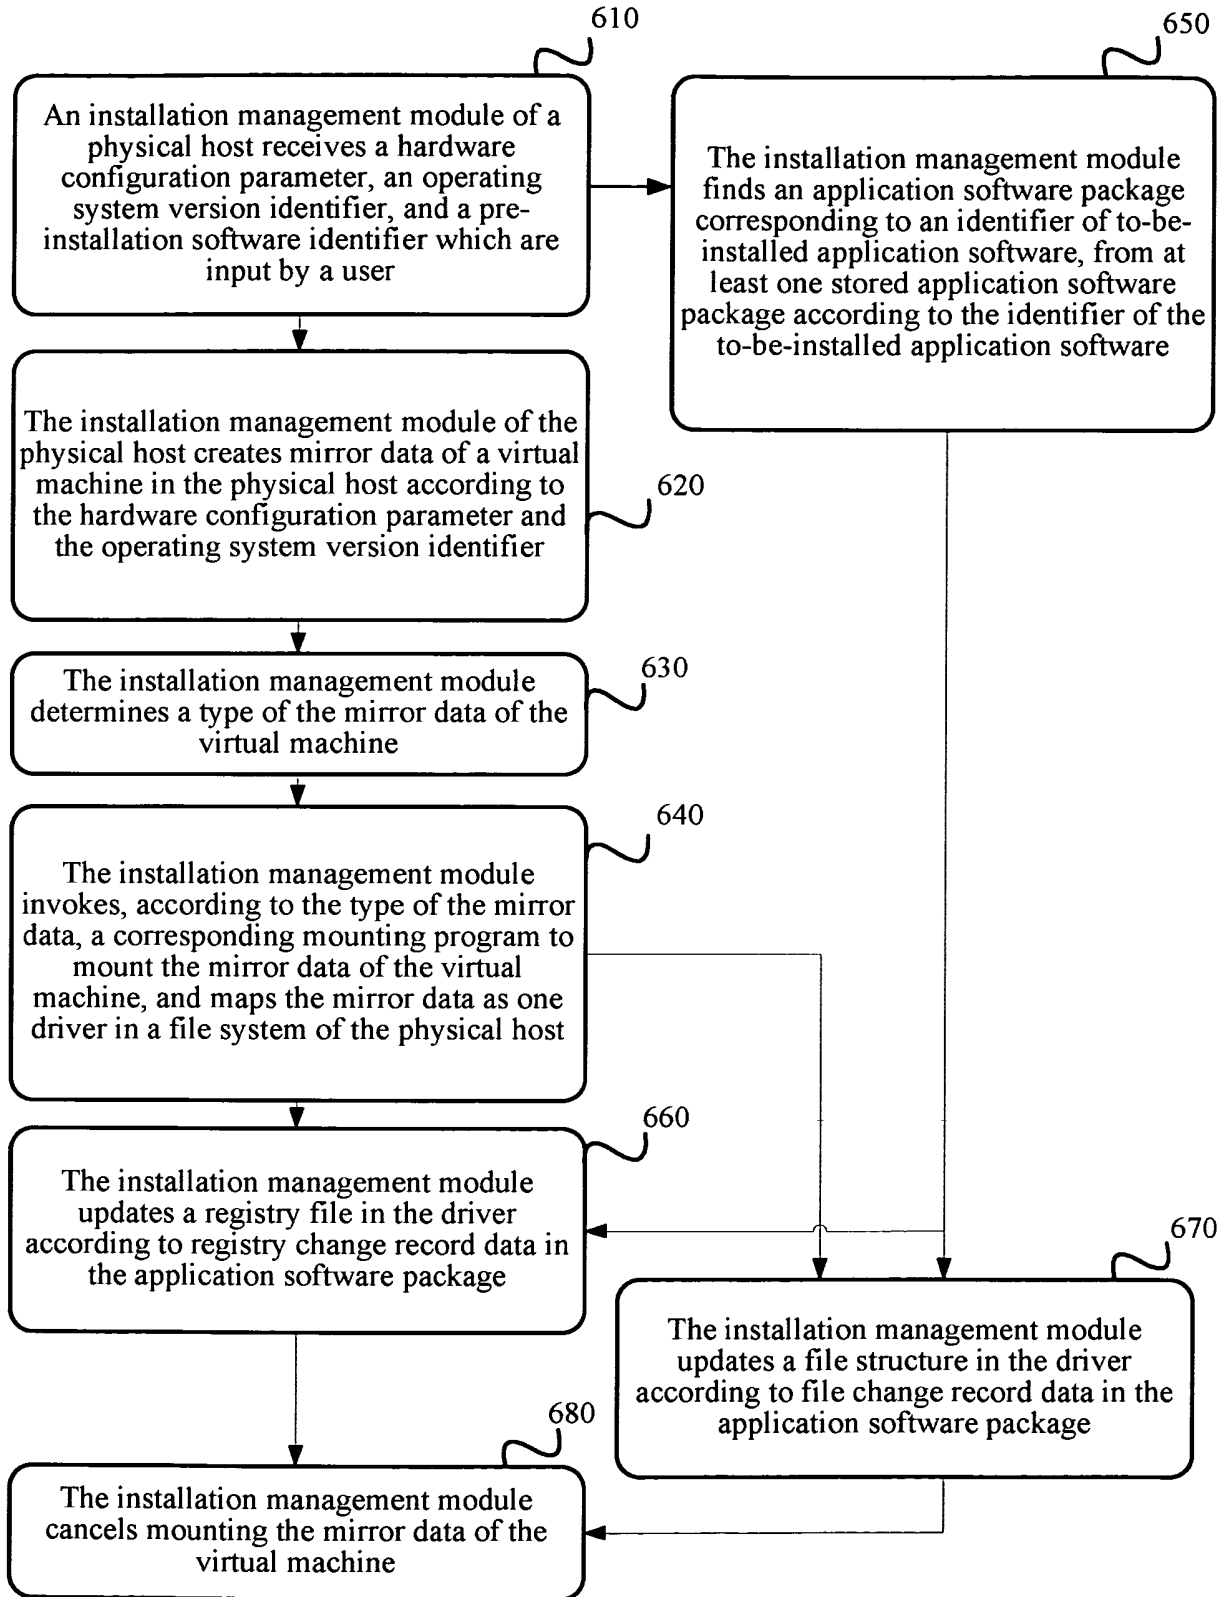 610
An installation management module of a
physical host receives a hardware
configuration parameter, an operating
system version identifier, and a pre-
installation software identifier which are
input by a user
650
The installation management module
finds an application software package
corresponding to an identifier of to-be-
installed application software, from at
least one stored application software
package according to the identifier of the
to-be-installed application software
The installation management module of the
physical host creates mirror data of a virtual
machine in the physical host according to
the hardware configuration parameter and
the operating system version identifier
620
The installation management module
determines a type of the mirror data of the
virtual machine
630
The installation management module
invokes, according to the type of the mirror
data, a corresponding mounting program to
mount the mirror data of the virtual
machine, and maps the mirror data as one
driver in a file system of the physical host
640
The installation management module
updates a registry file in the driver
according to registry change record data in
the application software package
660
670
The installation management module
updates a file structure in the driver
according to file change record data in the
application software package
680
The installation management module
cancels mounting the mirror data of the
virtual machine